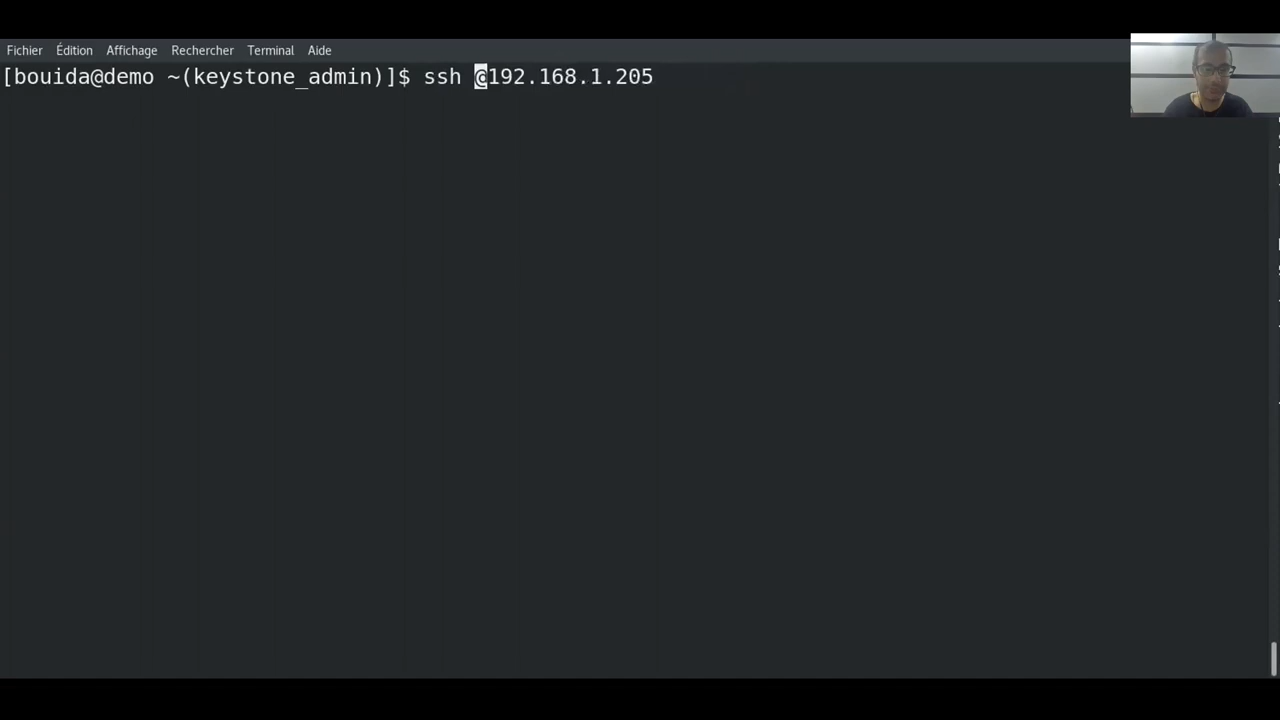 Fichier Édition Affichage Rechercher Terminal Aide
[bouida@demo ~(keystone_admin)]$ ssh @192.168.1.205